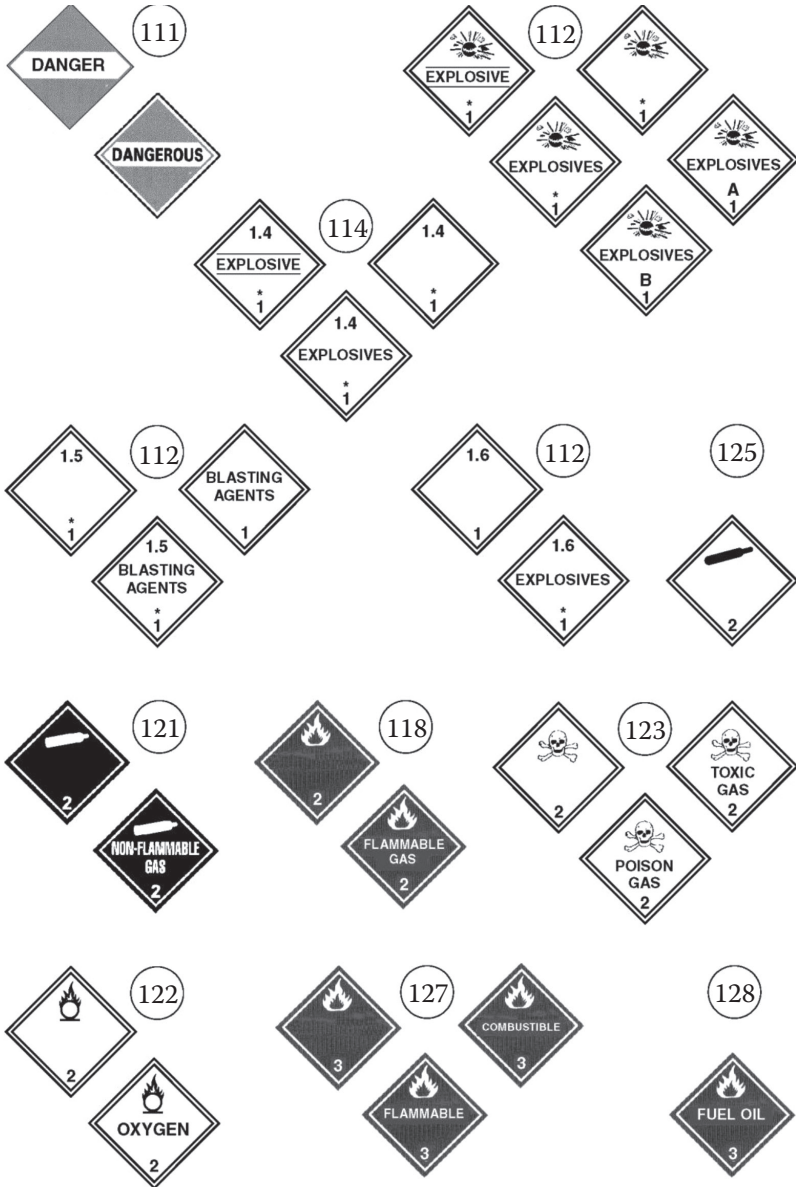 111
DANGER
DANGEROUS
112
EXPLOSIVE
*
1
*
1
EXPLOSIVES
*
1
EXPLOSIVES
A
1
EXPLOSIVES
B
1
114
1.4
EXPLOSIVE
*
1
1.4
*
1
1.4
EXPLOSIVES
*
1
112
1.5
*
1
BLASTING
AGENTS
1
1.5
BLASTING
AGENTS
*
1
112
1.6
1
1.6
EXPLOSIVES
*
1
125
2
121
2
NON-FLAMMABLE
GAS
2
118
2
FLAMMABLE
GAS
2
123
2
TOXIC
GAS
2
POISON
GAS
2
122
2
OXYGEN
2
127
3
COMBUSTIBLE
3
FLAMMABLE
3
128
FUEL OIL
3